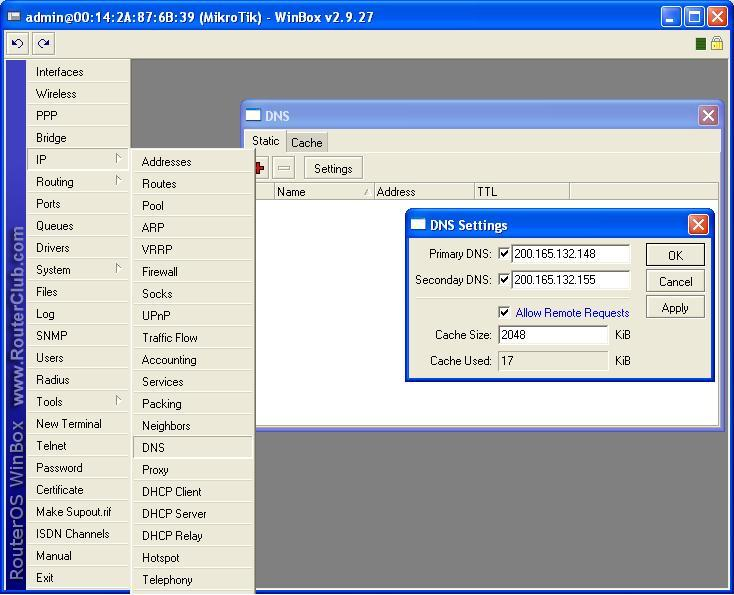 admin@00:14:2A:87:6B:39 (MikroTik) - WinBox v2.9.27
RouterOS WinBox www.RouterClub.com
Interfaces
Wireless
PPP
Bridge
IP
Routing
Ports
Queues
Drivers
System
Files
Log
SNMP
Users
Radius
Tools
New Terminal
Telnet
Password
Certificate
Make Supout.rif
ISDN Channels
Manual
Exit
Addresses
Routes
Pool
ARP
VRRP
Firewall
Socks
UPnP
Traffic Flow
Accounting
Services
Packing
Neighbors
DNS
Proxy
DHCP Client
DHCP Server
DHCP Relay
Hotspot
Telephony
DNS
Static Cache
Settings
Name Address TTL
DNS Settings
Primary DNS: 200.165.132.148
Seconday DNS: 200.165.132.155
Allow Remote Requests
Cache Size: 2048 KiB
Cache Used: 17 KiB
OK
Cancel
Apply